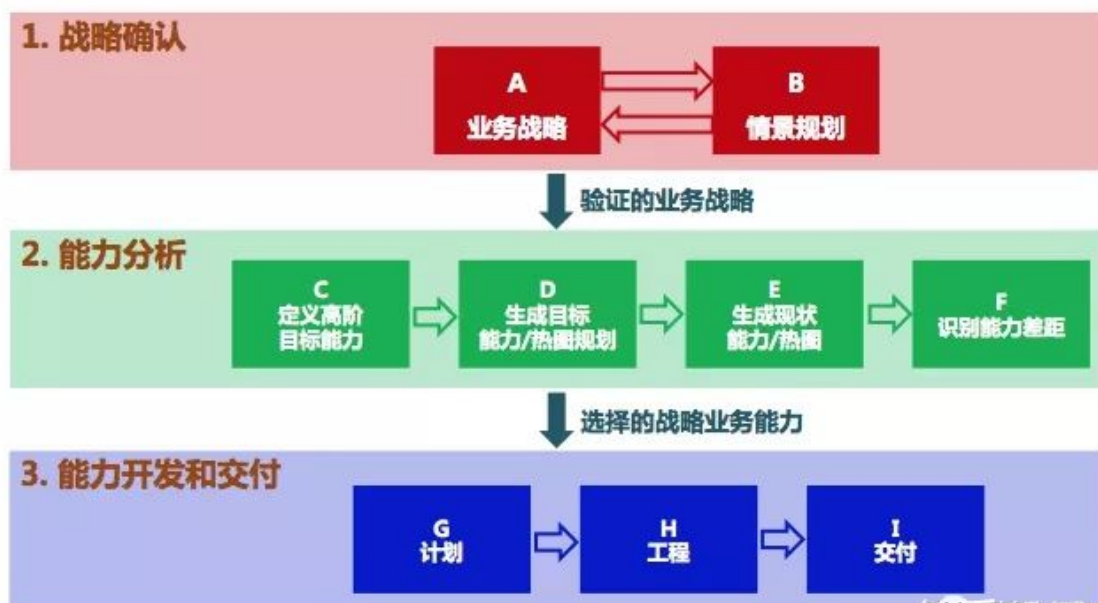 1. 战略确认
A
业务战略
B
情景规划
验证的业务战略
2. 能力分析
C
定义高阶
目标能力
D
生成目标
能力/热图规划
E
生成现状
能力/热图
F
识别能力差距
选择的战略业务能力
3. 能力开发和交付
G
计划
H
工程
I
交付